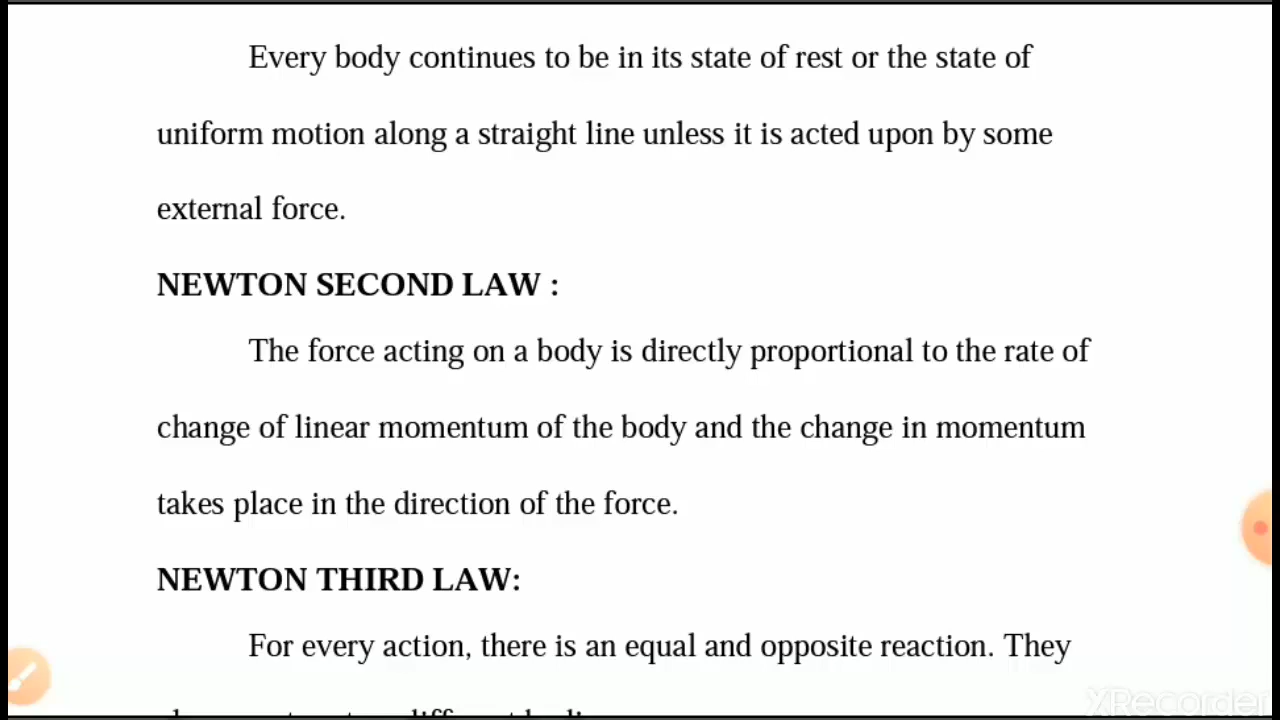 Every body continues to be in its state of rest or the state of
uniform motion along a straight line unless it is acted upon by some
external force.
NEWTON SECOND LAW :
The force acting on a body is directly proportional to the rate of
change of linear momentum of the body and the change in momentum
takes place in the direction of the force.
NEWTON THIRD LAW:
For every action, there is an equal and opposite reaction. They
XRecorder